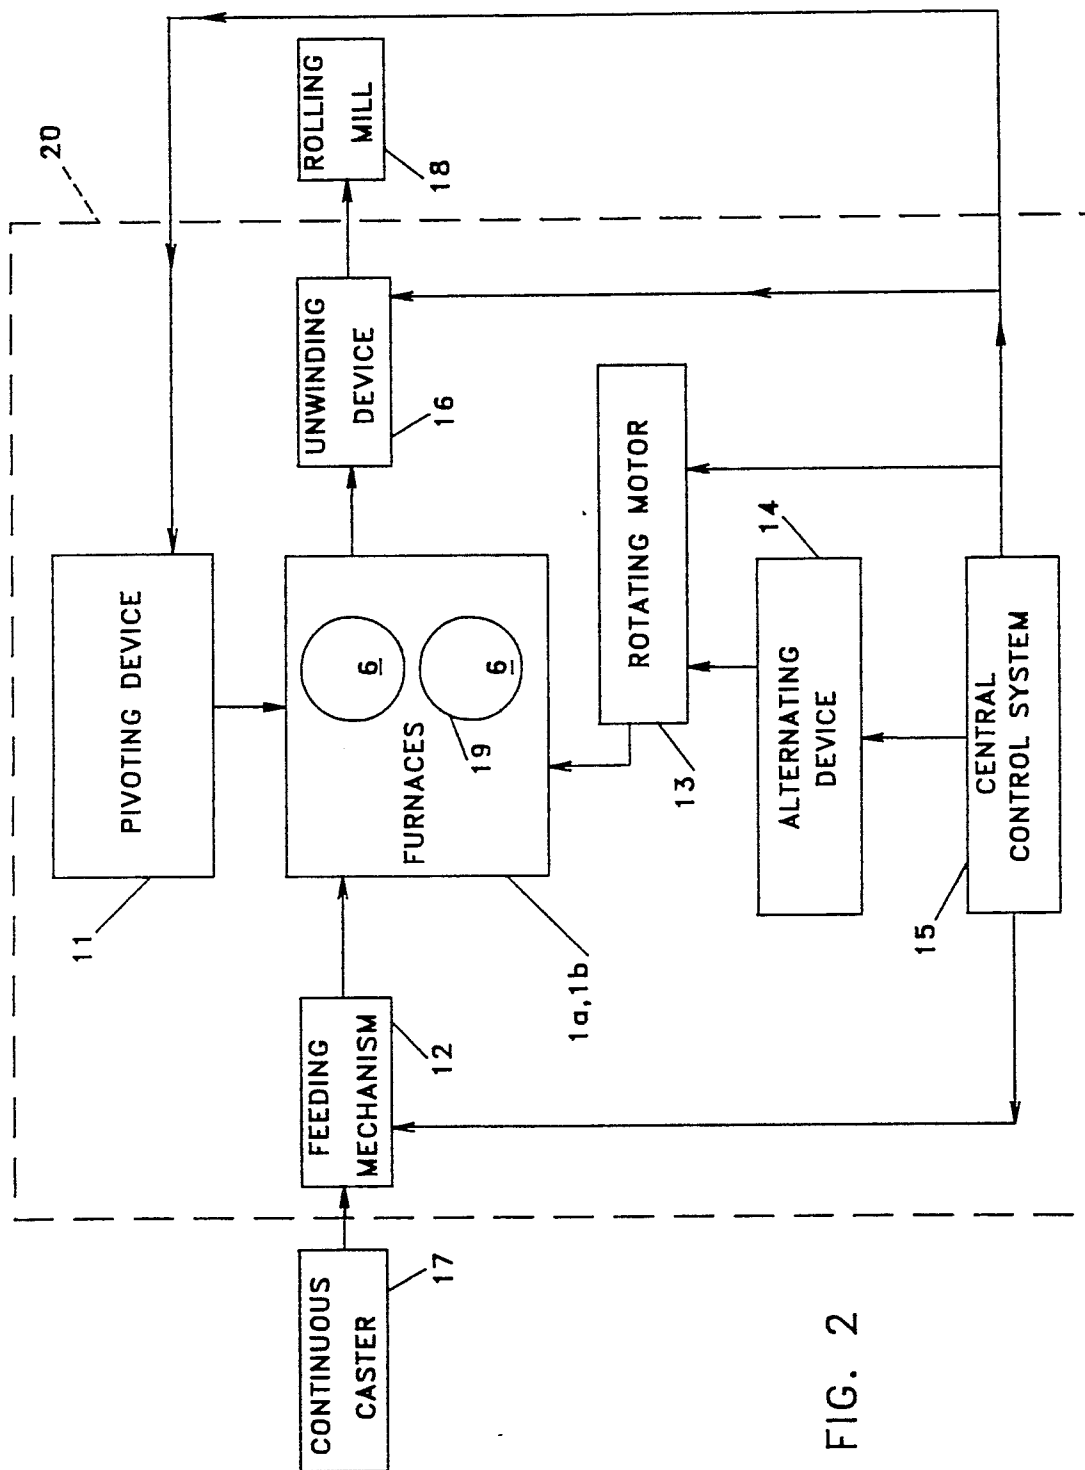 20
PIVOTING DEVICE
11
CONTINUOUS
CASTER
17
FEEDING
MECHANISM
12
FURNACES
6
6
19
1a,1b
UNWINDING
DEVICE
16
ROLLING
MILL
18
ROTATING MOTOR
13
ALTERNATING
DEVICE
14
CENTRAL
CONTROL SYSTEM
15
FIG. 2